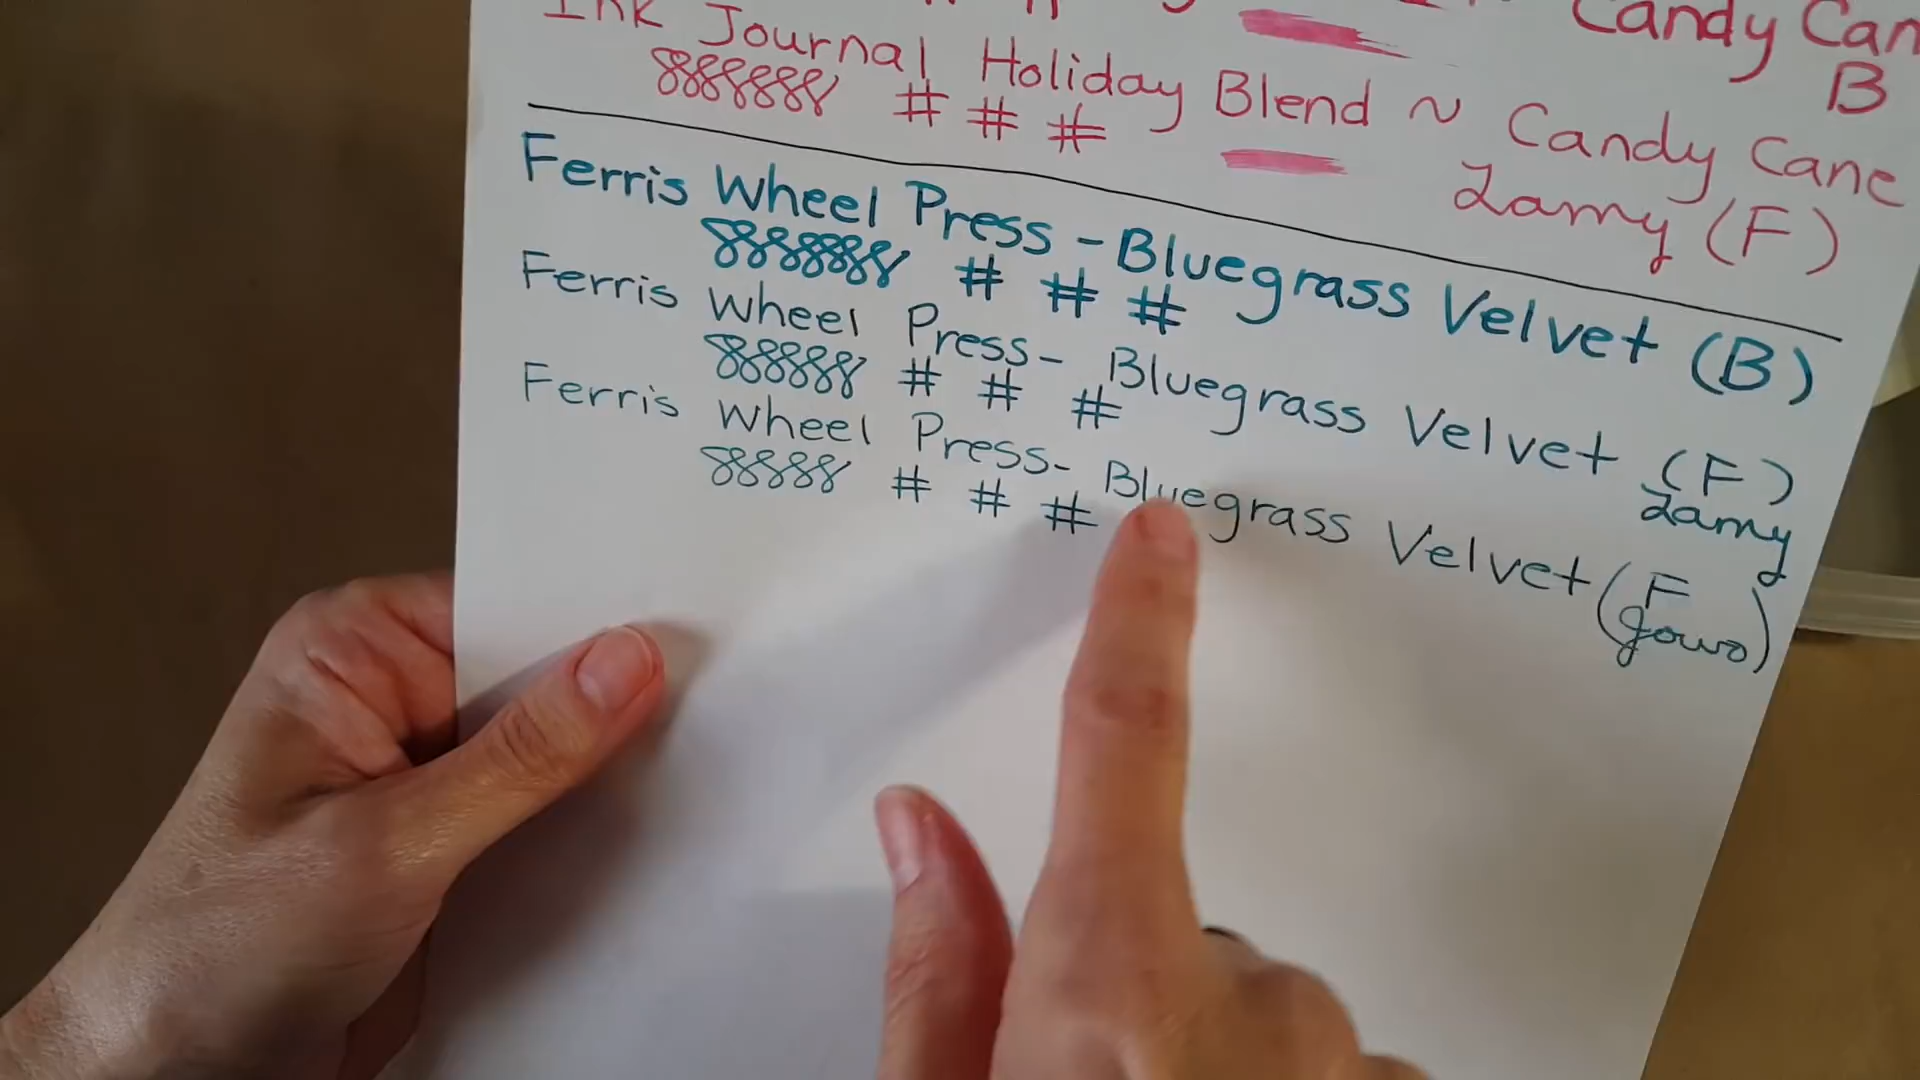 Candy Can
B
Ink Journal Holiday Blend ~ Candy Cane
8888888 # # # Lamy (F)
Ferris Wheel Press - Bluegrass Velvet (B)
8888888 # # #
Ferris Wheel Press - Bluegrass Velvet (F)
888888 # # # Lamy
Ferris Wheel Press - Bluegrass Velvet (F
88888 # # # Jowo)